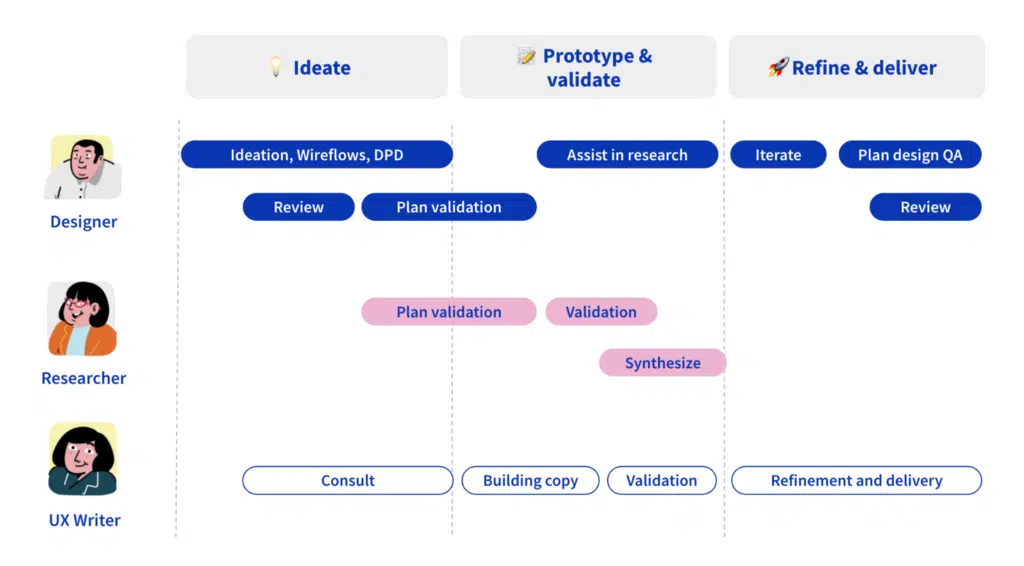 Ideate
Prototype &
validate
Refine & deliver
Ideation, Wireflows, DPD
Assist in research
Iterate
Plan design QA
Review
Plan validation
Review
Designer
Plan validation
Validation
Synthesize
Researcher
Consult
Building copy
Validation
Refinement and delivery
UX Writer